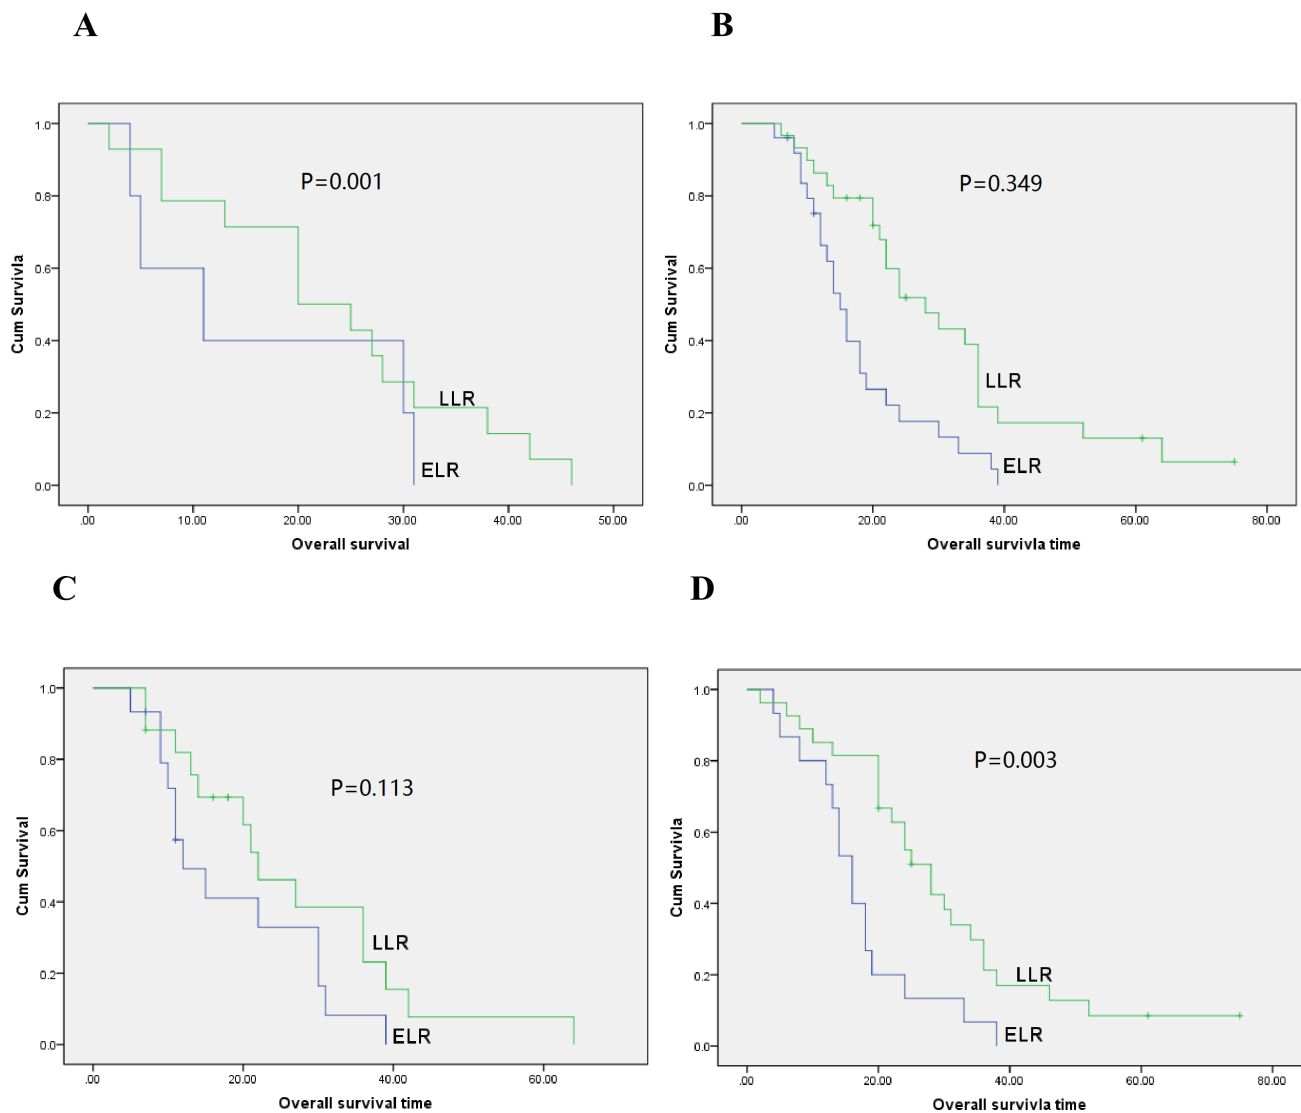 A
B
1.0
0.8
0.6
0.4
0.2
0.0
Cum Survivla
P=0.001
LLR
ELR
.00
10.00
20.00
30.00
40.00
50.00
Overall survival
1.0
0.8
0.6
0.4
0.2
0.0
Cum Survival
P=0.349
LLR
ELR
.00
20.00
40.00
60.00
80.00
Overall survivla time
C
D
1.0
0.8
0.6
0.4
0.2
0.0
Cum Survival
P=0.113
LLR
ELR
.00
20.00
40.00
60.00
Overall survival time
1.0
0.8
0.6
0.4
0.2
0.0
Cum Survivla
P=0.003
LLR
ELR
.00
20.00
40.00
60.00
80.00
Overall survivla time